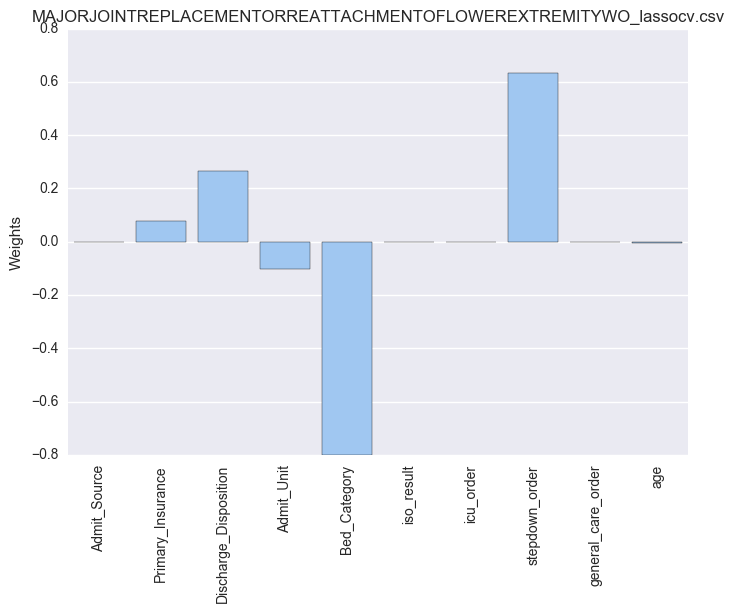 MAJORJOINTREPLACEMENTORREATTACHMENTOFLOWEREXTREMITYWO_lassocv.csv
0.8
0.6
0.4
0.2
0.0
−0.2
−0.4
−0.6
−0.8
Weights
Admit_Source
Primary_Insurance
Discharge_Disposition
Admit_Unit
Bed_Category
iso_result
icu_order
stepdown_order
general_care_order
age